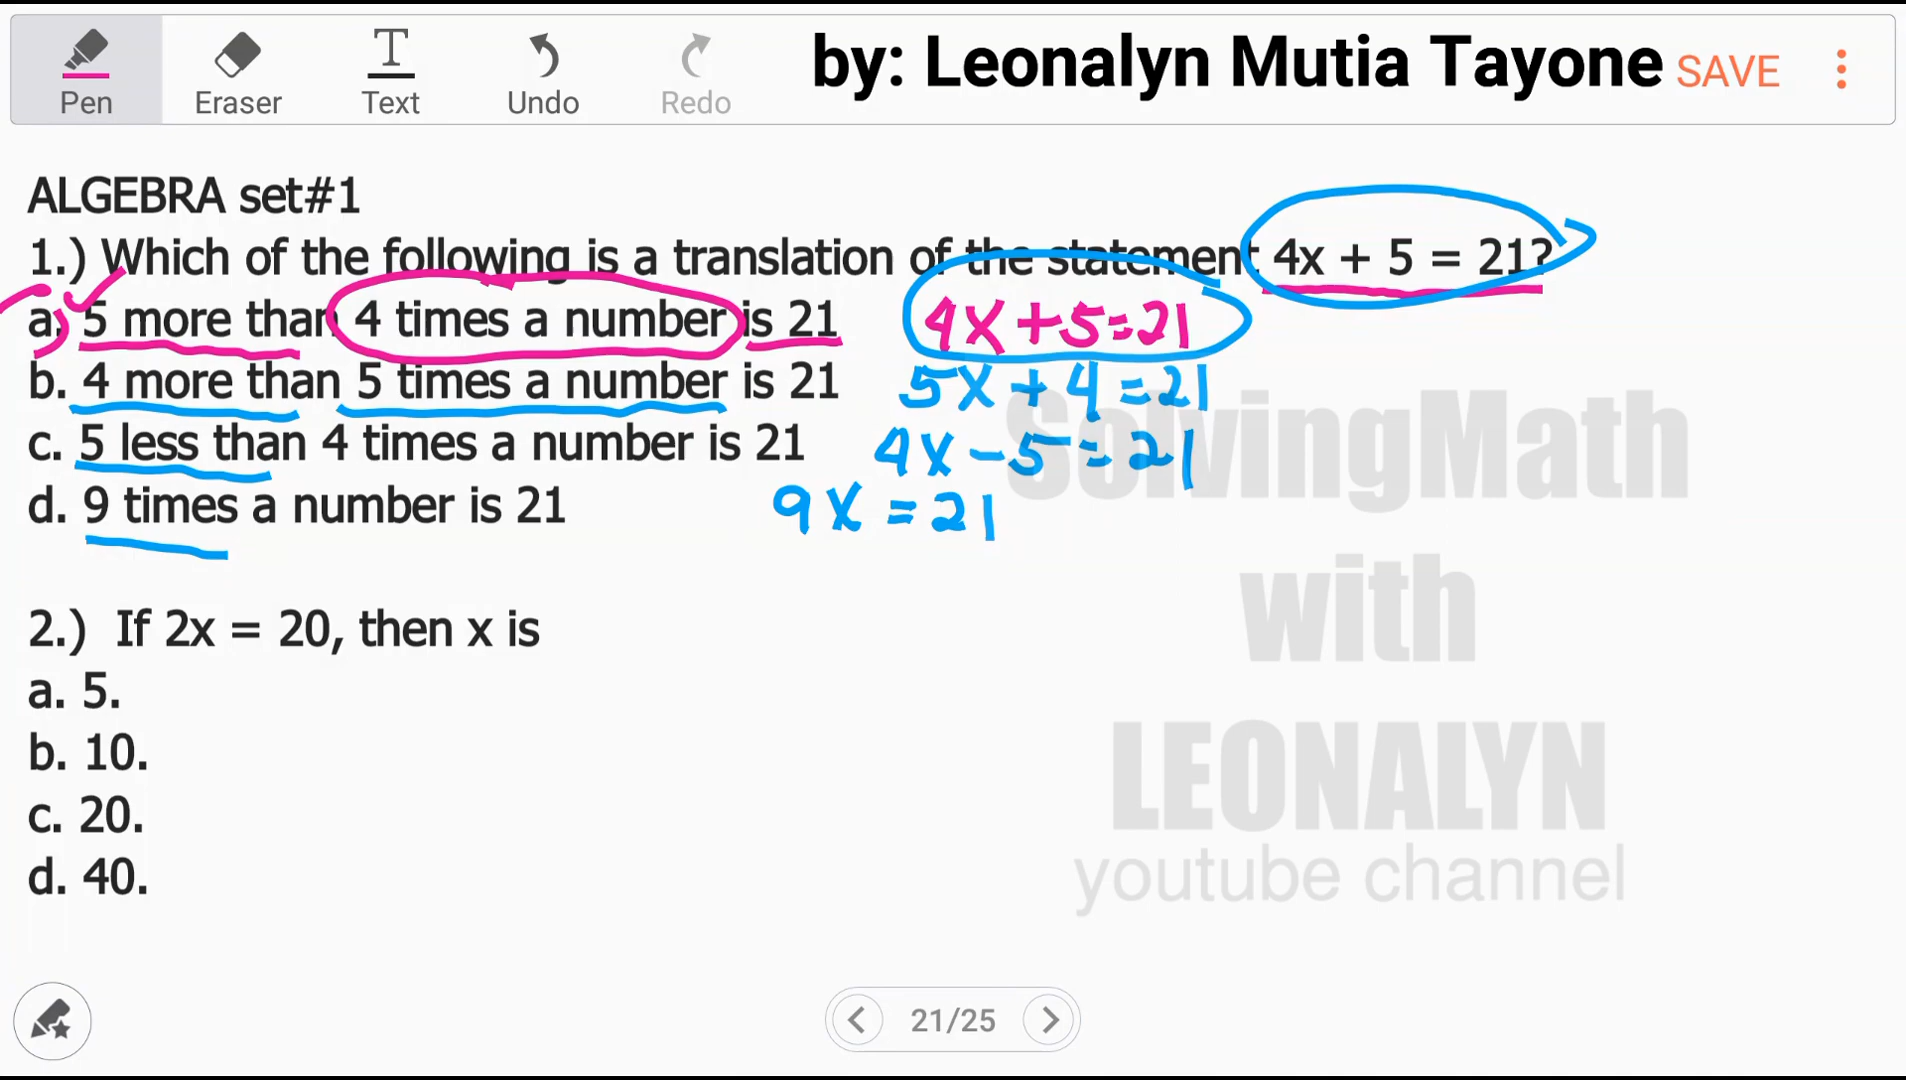 by: Leonalyn Mutia Tayone
SAVE
Pen
Eraser
Text
Undo
Redo
ALGEBRA set#1
1.) Which of the following is a translation of the statement 4x + 5 = 21?
a. 5 more than 4 times a number is 21 4x+5=21
b. 4 more than 5 times a number is 21 5x+4=21
c. 5 less than 4 times a number is 21 4x-5=21
d. 9 times a number is 21 9x=21
2.) If 2x = 20, then x is
a. 5.
b. 10.
c. 20.
d. 40.
SolvingMath
with
LEONALYN
youtube channel
21/25